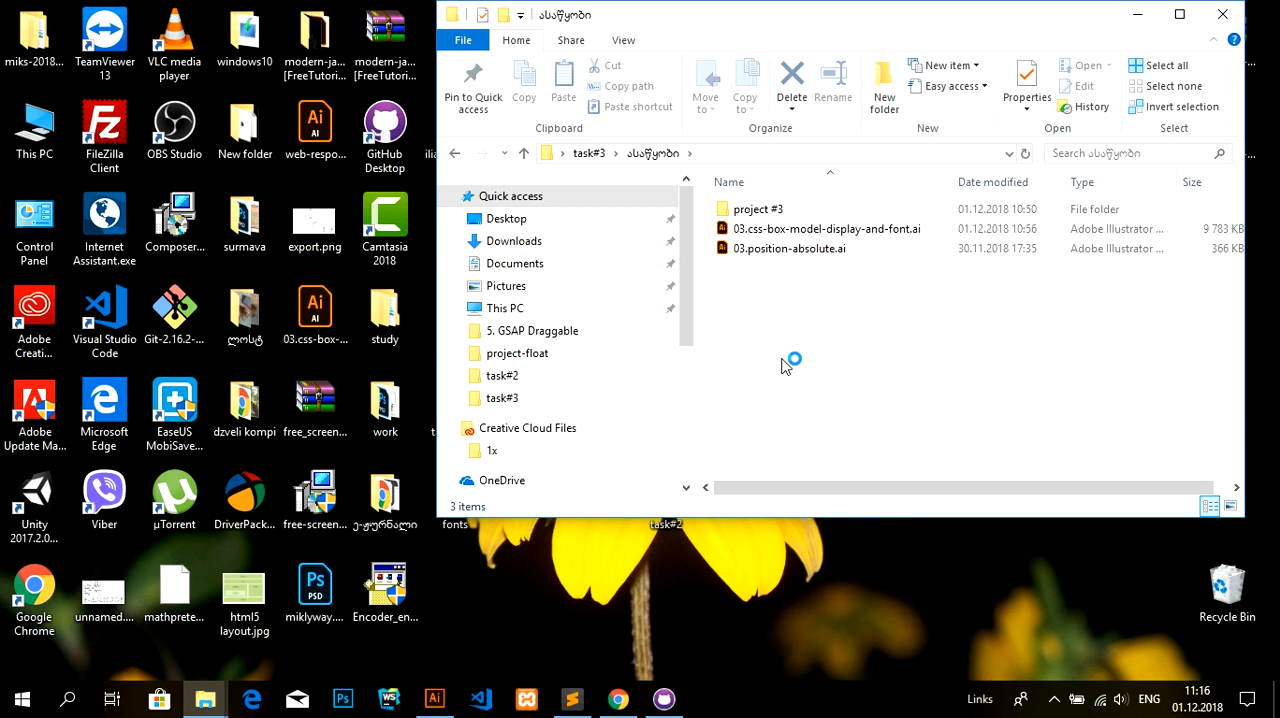 miks-2018...
TeamViewer
13
VLC media
player
windows10
modern-ja...
[FreeTutori...
modern-ja...
[FreeTutori...
This PC
FileZilla
Client
OBS Studio
New folder
web-respo...
GitHub
Desktop
Control
Panel
Internet
Assistant.exe
Composer...
surmava
export.png
Camtasia
2018
Adobe
Creati...
Visual Studio
Code
Git-2.16.2-...
ლოსტ
03.css-box-...
study
Adobe
Update Ma...
Microsoft
Edge
EaseUS
MobiSave...
dzveli kompi
free_screen...
work
Unity
2017.2.0...
Viber
µTorrent
DriverPack...
free-screen...
ე-ჟურნალი
fonts
task#2
Google
Chrome
unnamed....
mathprete...
html5
layout.jpg
miklyway....
Encoder_en...
Recycle Bin
ასაწყობი
File
Home
Share
View
Pin to Quick
access
Copy
Paste
Cut
Copy path
Paste shortcut
Clipboard
Move
to
Copy
to
Delete
Rename
Organize
New
folder
New item
Easy access
New
Properties
Open
Edit
History
Open
Select all
Select none
Invert selection
Select
task#3
ასაწყობი
Search ასაწყობი
Quick access
Desktop
Downloads
Documents
Pictures
This PC
5. GSAP Draggable
project-float
task#2
task#3
Creative Cloud Files
1x
OneDrive
Name Date modified Type Size
project #3 01.12.2018 10:50 File folder
03.css-box-model-display-and-font.ai 01.12.2018 10:56 Adobe Illustrator ... 9 783 KB
03.position-absolute.ai 30.11.2018 17:35 Adobe Illustrator ... 366 KB
3 items
Links
ENG
11:16
01.12.2018